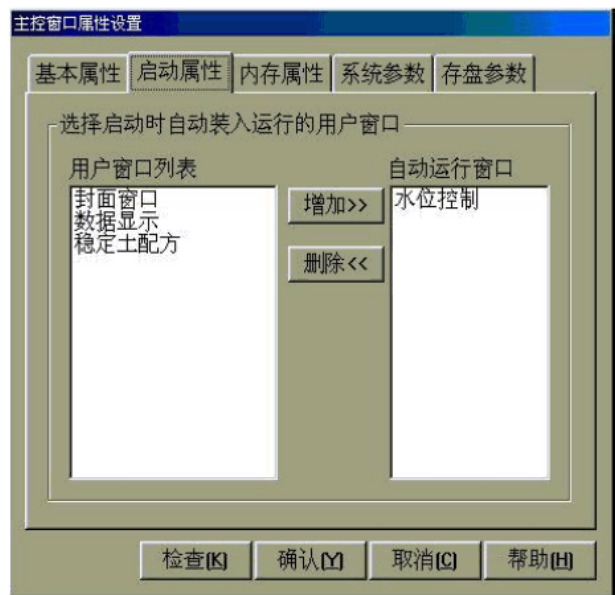 主控窗口属性设置
基本属性 启动属性 内存属性 系统参数 存盘参数
选择启动时自动装入运行的用户窗口
用户窗口列表 自动运行窗口
封面窗口 增加>> 水位控制
数据显示
稳定土配方
删除<<
检查(K) 确认(Y) 取消(C) 帮助(H)